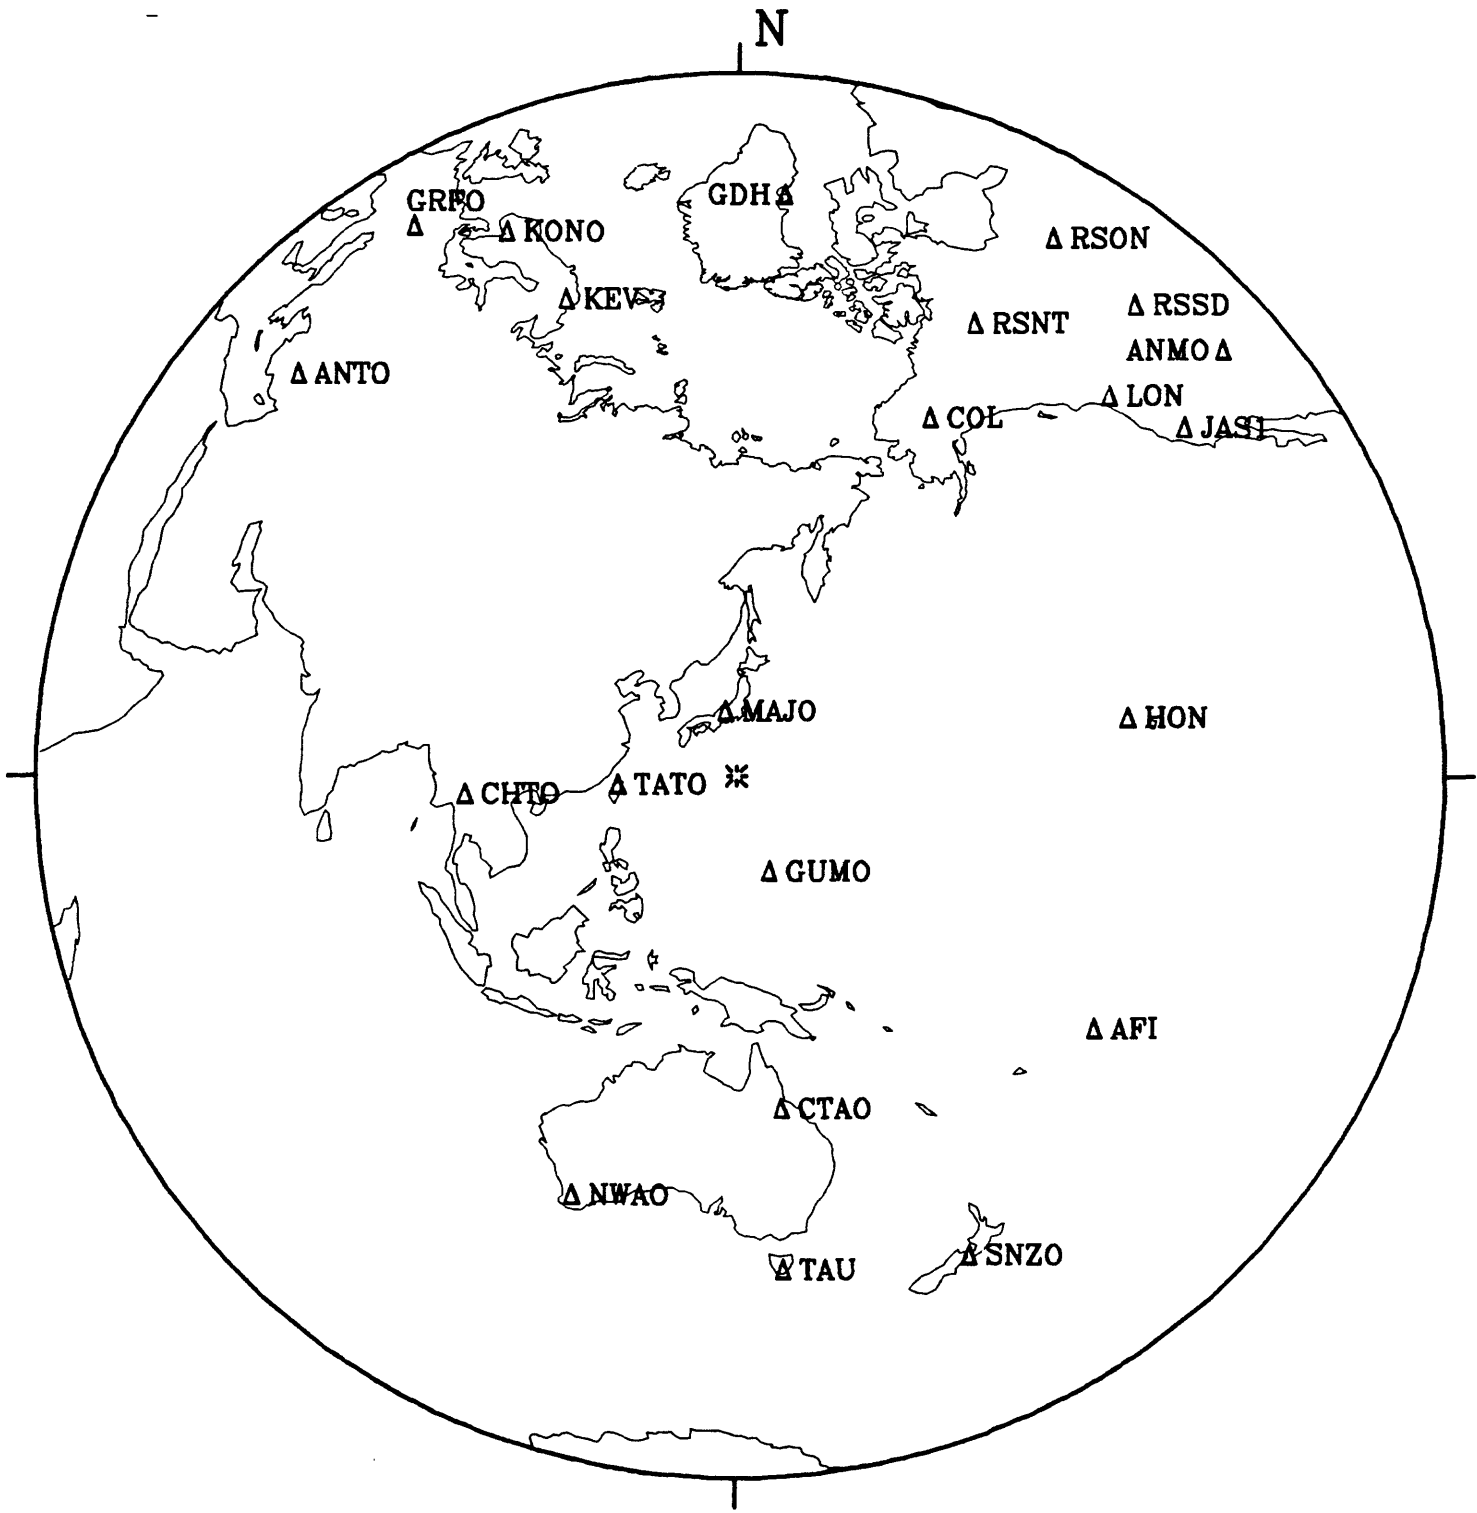 N
GDH
GRFO
KONO
RSON
KEV
RSSD
RSNT
ANMO
ANTO
LON
COL
JAS1
MAJO
HON
TATO
CHTO
GUMO
AFI
CTAO
NWAO
SNZO
TAU